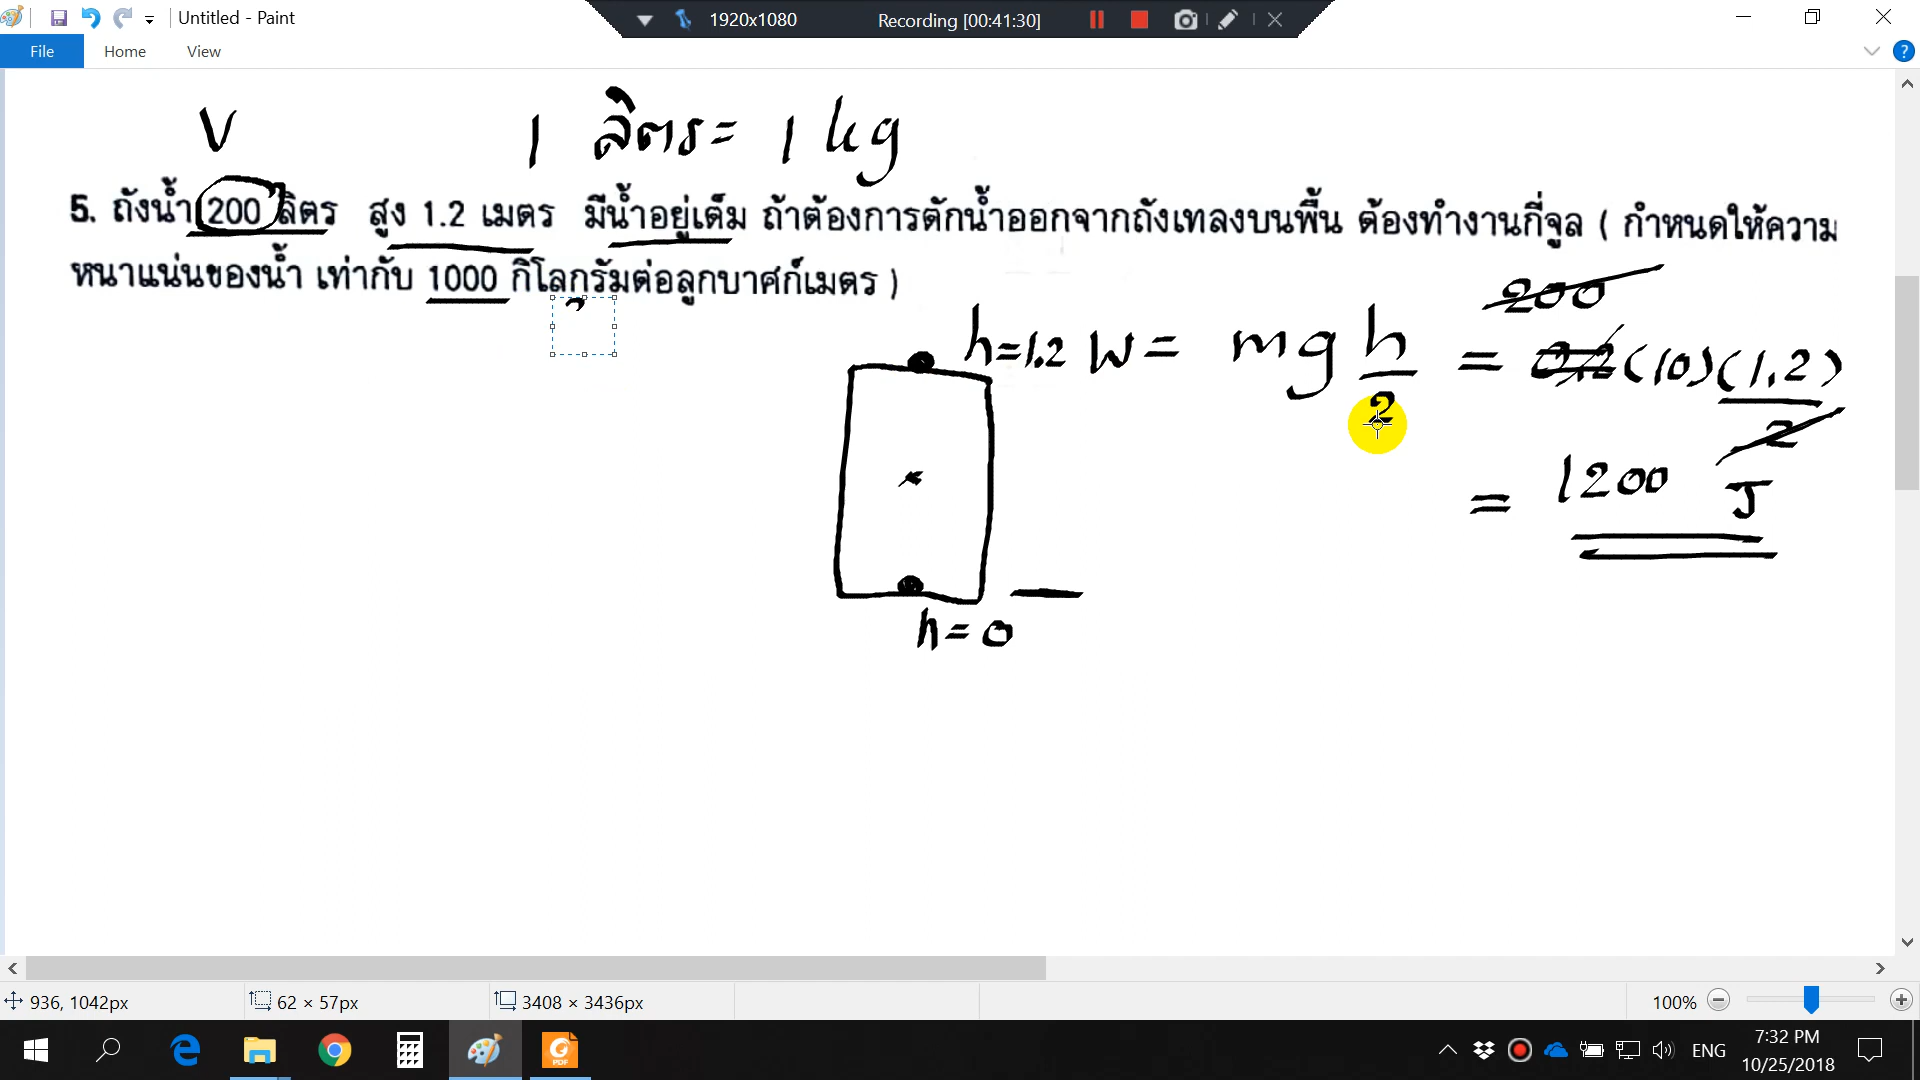 Untitled - Paint
1920x1080
Recording [00:41:30]
File
Home
View
V
1 ลิตร = 1 kg
5. ถังน้ำ 200 ลิตร สูง 1.2 เมตร มีน้ำอยู่เต็ม ถ้าต้องการตักน้ำออกจากถังเทลงบนพื้น ต้องทำงานกี่จูล ( กำหนดให้ความ
หนาแน่นของน้ำ เท่ากับ 1000 กิโลกรัมต่อลูกบาศก์เมตร )
200
h=1.2 W = mg h/2 = 0.2(10)(1.2)/2
= 1200 J
h = 0
936, 1042px
62 × 57px
3408 × 3436px
100%
ENG
7:32 PM
10/25/2018
PDF